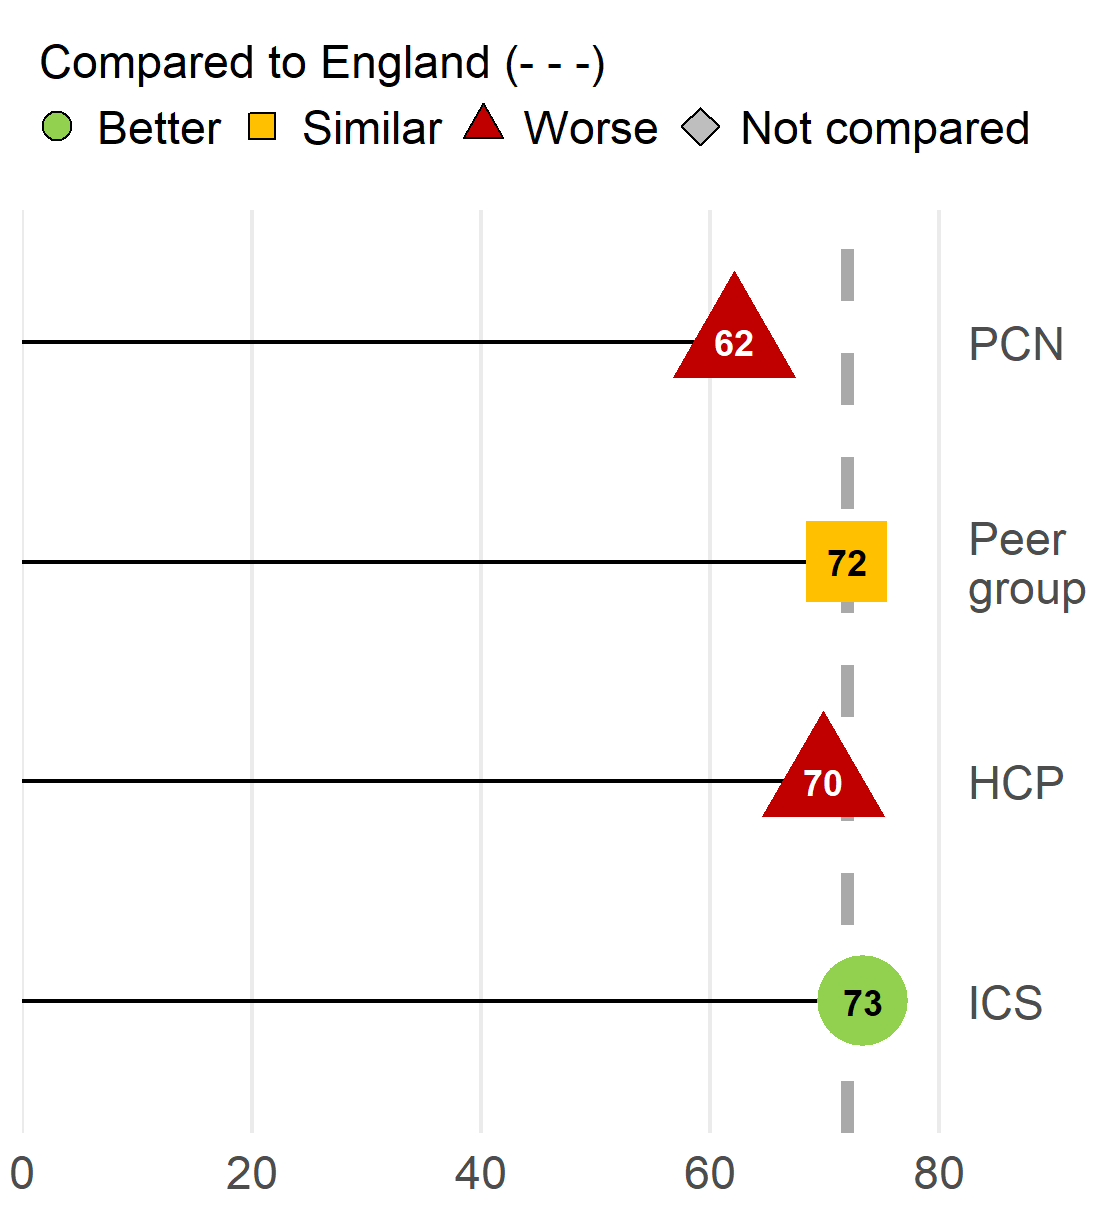 Compared to England (- - -)
Better Similar Worse Not compared
62 PCN
72 Peer
group
70 HCP
73 ICS
0 20 40 60 80